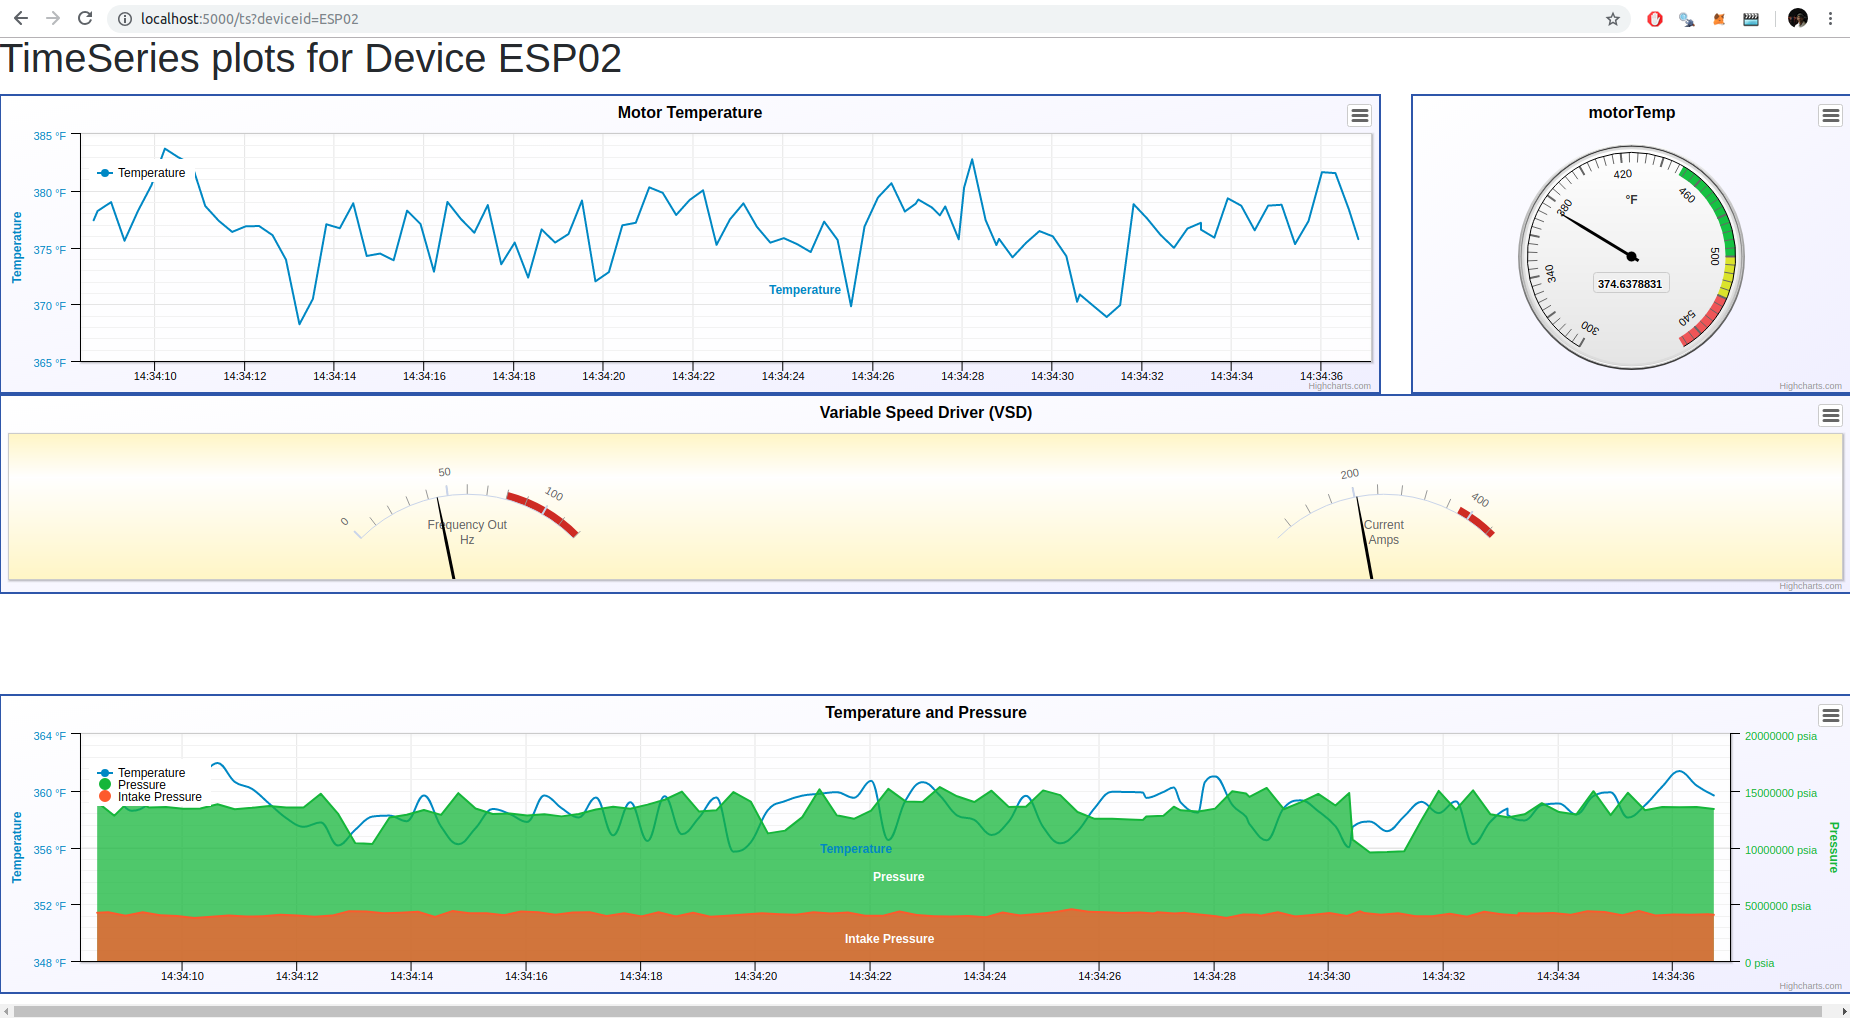 localhost:5000/ts?deviceid=ESP02
TimeSeries plots for Device ESP02
Motor Temperature
385 °F
380 °F
375 °F
370 °F
365 °F
Temperature
Temperature
Temperature
14:34:10 14:34:12 14:34:14 14:34:16 14:34:18 14:34:20 14:34:22 14:34:24 14:34:26 14:34:28 14:34:30 14:34:32 14:34:34 14:34:36
Highcharts.com
motorTemp
300
340
380
420
460
500
540
°F
374.6378831
Highcharts.com
Variable Speed Driver (VSD)
0
50
100
Frequency Out
Hz
200
400
Current
Amps
Highcharts.com
Temperature and Pressure
364 °F
360 °F
356 °F
352 °F
348 °F
Temperature
Temperature
Pressure
Intake Pressure
Temperature
Pressure
Intake Pressure
20000000 psia
15000000 psia
10000000 psia
5000000 psia
0 psia
Pressure
14:34:10 14:34:12 14:34:14 14:34:16 14:34:18 14:34:20 14:34:22 14:34:24 14:34:26 14:34:28 14:34:30 14:34:32 14:34:34 14:34:36
Highcharts.com